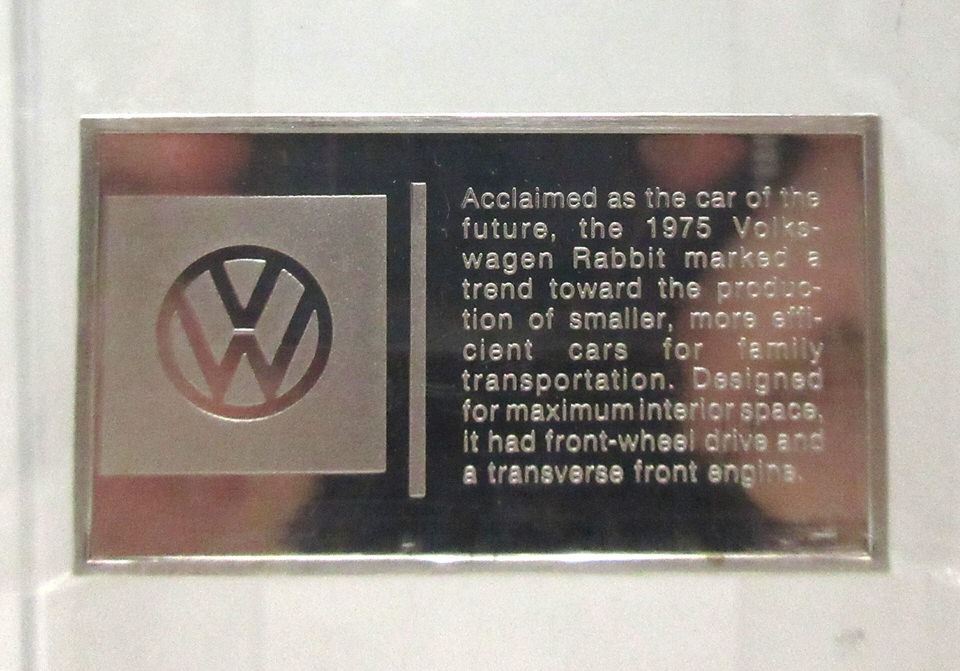 Acclaimed as the car of the
future, the 1975 Volks-
wagen Rabbit marked a
trend toward the produc-
tion of smaller, more effi-
cient cars for family
transportation. Designed
for maximum interior space,
it had front-wheel drive and
a transverse front engine.
VW